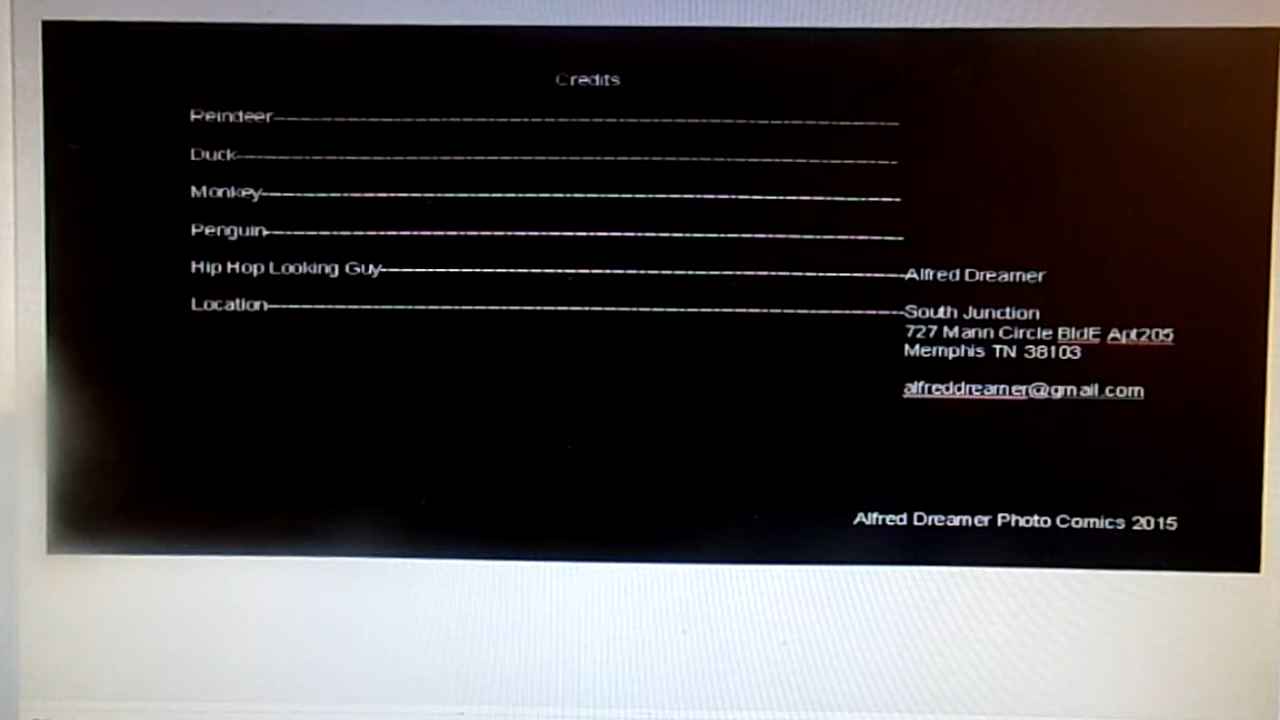 Credits
Reindeer
Duck
Monkey
Penguin
Hip Hop Looking Guy Alfred Dreamer
Location South Junction
727 Mann Circle BldE Apt205
Memphis TN 38103
alfreddreamer@gmail.com
Alfred Dreamer Photo Comics 2015